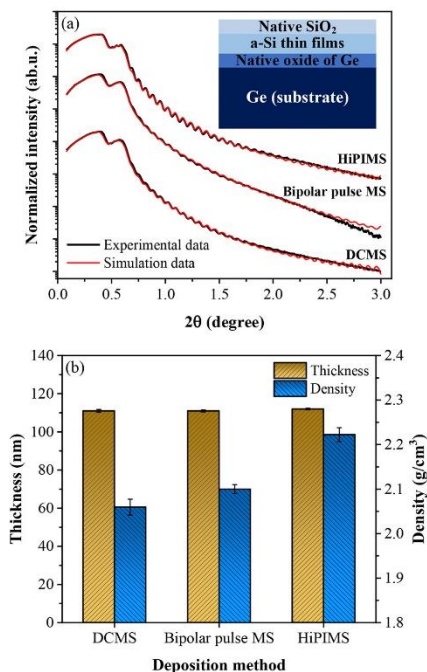 (a)
Native SiO₂
a-Si thin films
Native oxide of Ge
Ge (substrate)
Normalized intensity (ab.u.)
HiPIMS
Bipolar pulse MS
DCMS
Experimental data
Simulation data
0.0 0.5 1.0 1.5 2.0 2.5 3.0
2θ (degree)
(b)
Thickness
Density
140 2.4
120 2.3
100 2.2
80 2.1
60 2.0
40 1.9
20 1.8
0
Thickness (nm)
Density (g/cm³)
DCMS Bipolar pulse MS HiPIMS
Deposition method